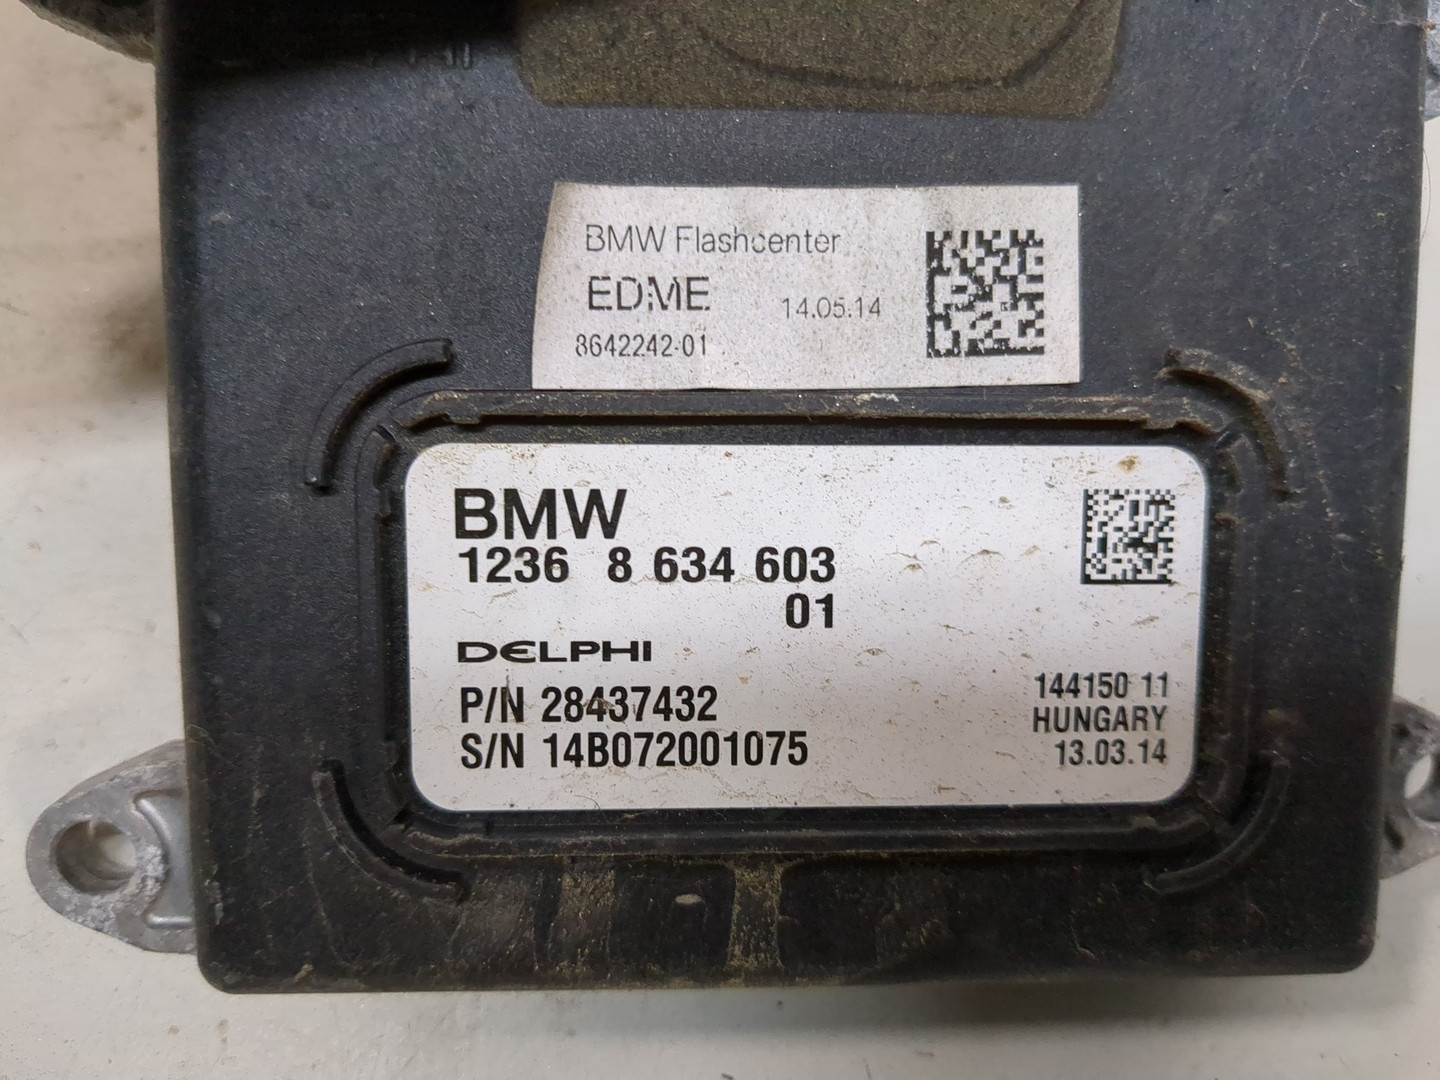 BMW Flashcenter
EDME 14.05.14
8642242-01
BMW
1236 8 634 603
01
DELPHI
P/N 28437432
S/N 14B072001075
144150 11
HUNGARY
13.03.14